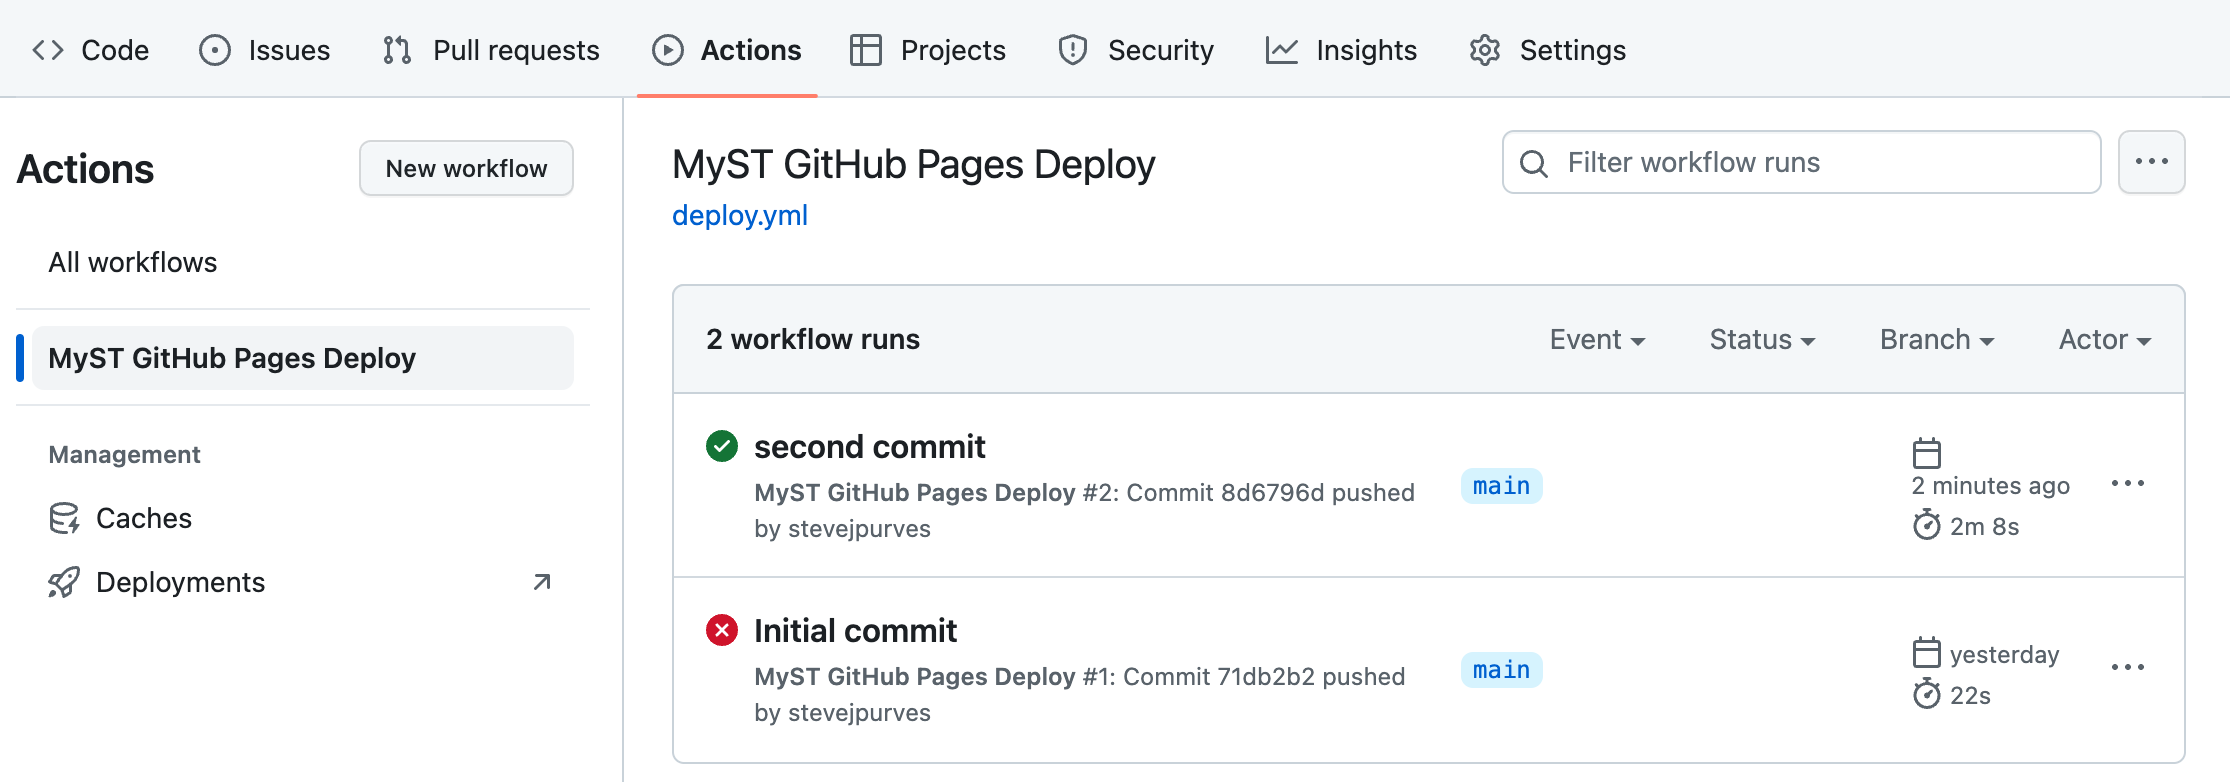 Code Issues Pull requests Actions Projects Security Insights Settings
Actions
New workflow
All workflows
MyST GitHub Pages Deploy
Management
Caches
Deployments
MyST GitHub Pages Deploy
deploy.yml
Filter workflow runs
2 workflow runs Event Status Branch Actor
second commit
MyST GitHub Pages Deploy #2: Commit 8d6796d pushed
by stevejpurves
main
2 minutes ago
2m 8s
Initial commit
MyST GitHub Pages Deploy #1: Commit 71db2b2 pushed
by stevejpurves
main
yesterday
22s